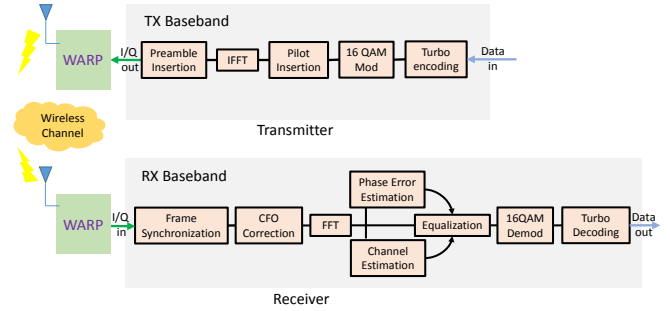 TX Baseband
WARP
I/Q
out
Preamble
Insertion
IFFT
Pilot
Insertion
16 QAM
Mod
Turbo
encoding
Data
in
Transmitter
Wireless
Channel
RX Baseband
WARP
I/Q
in
Frame
Synchronization
CFO
Correction
FFT
Phase Error
Estimation
Channel
Estimation
Equalization
16QAM
Demod
Turbo
Decoding
Data
out
Receiver